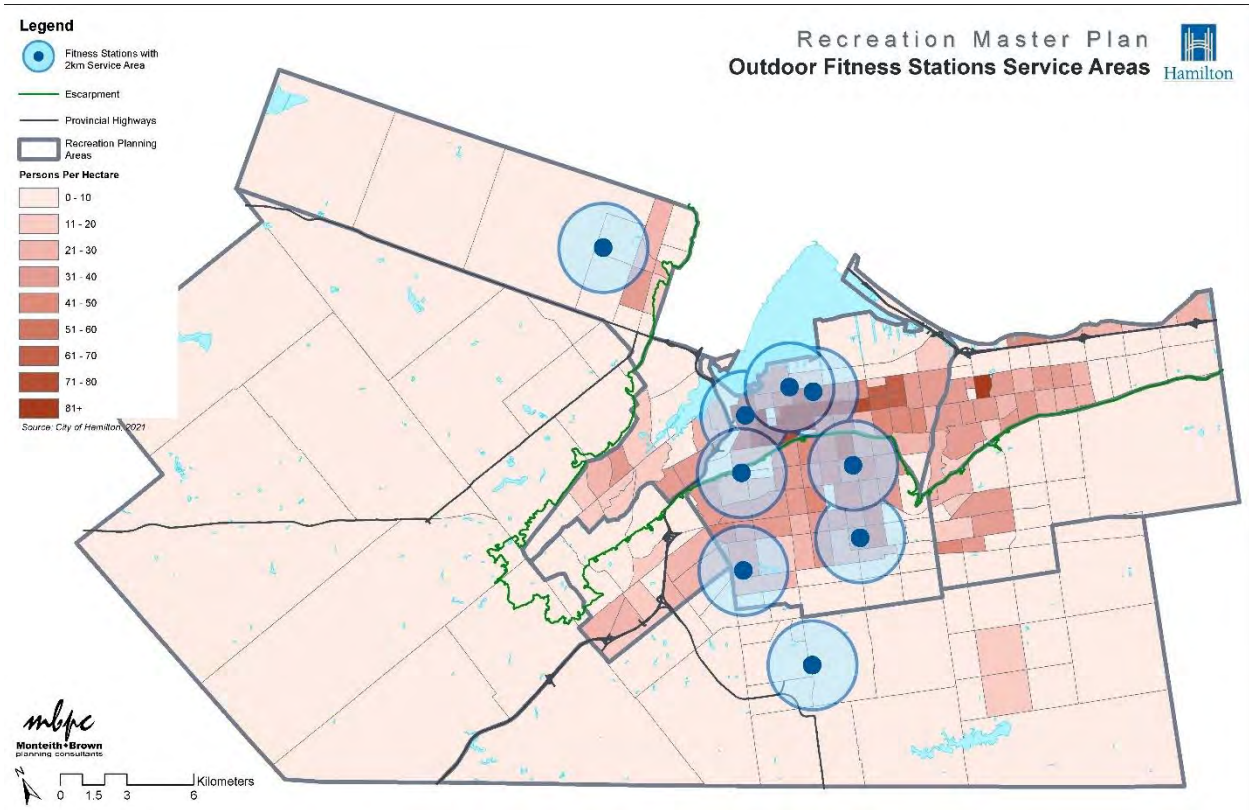 Legend
Fitness Stations with
2km Service Area
Escarpment
Provincial Highways
Recreation Planning
Areas
Persons Per Hectare
0 - 10
11 - 20
21 - 30
31 - 40
41 - 50
51 - 60
61 - 70
71 - 80
81+
Source: City of Hamilton, 2021
Recreation Master Plan
Outdoor Fitness Stations Service Areas
Hamilton
mbpc
Monteith+Brown
planning consultants
N
Kilometers
0 1.5 3 6